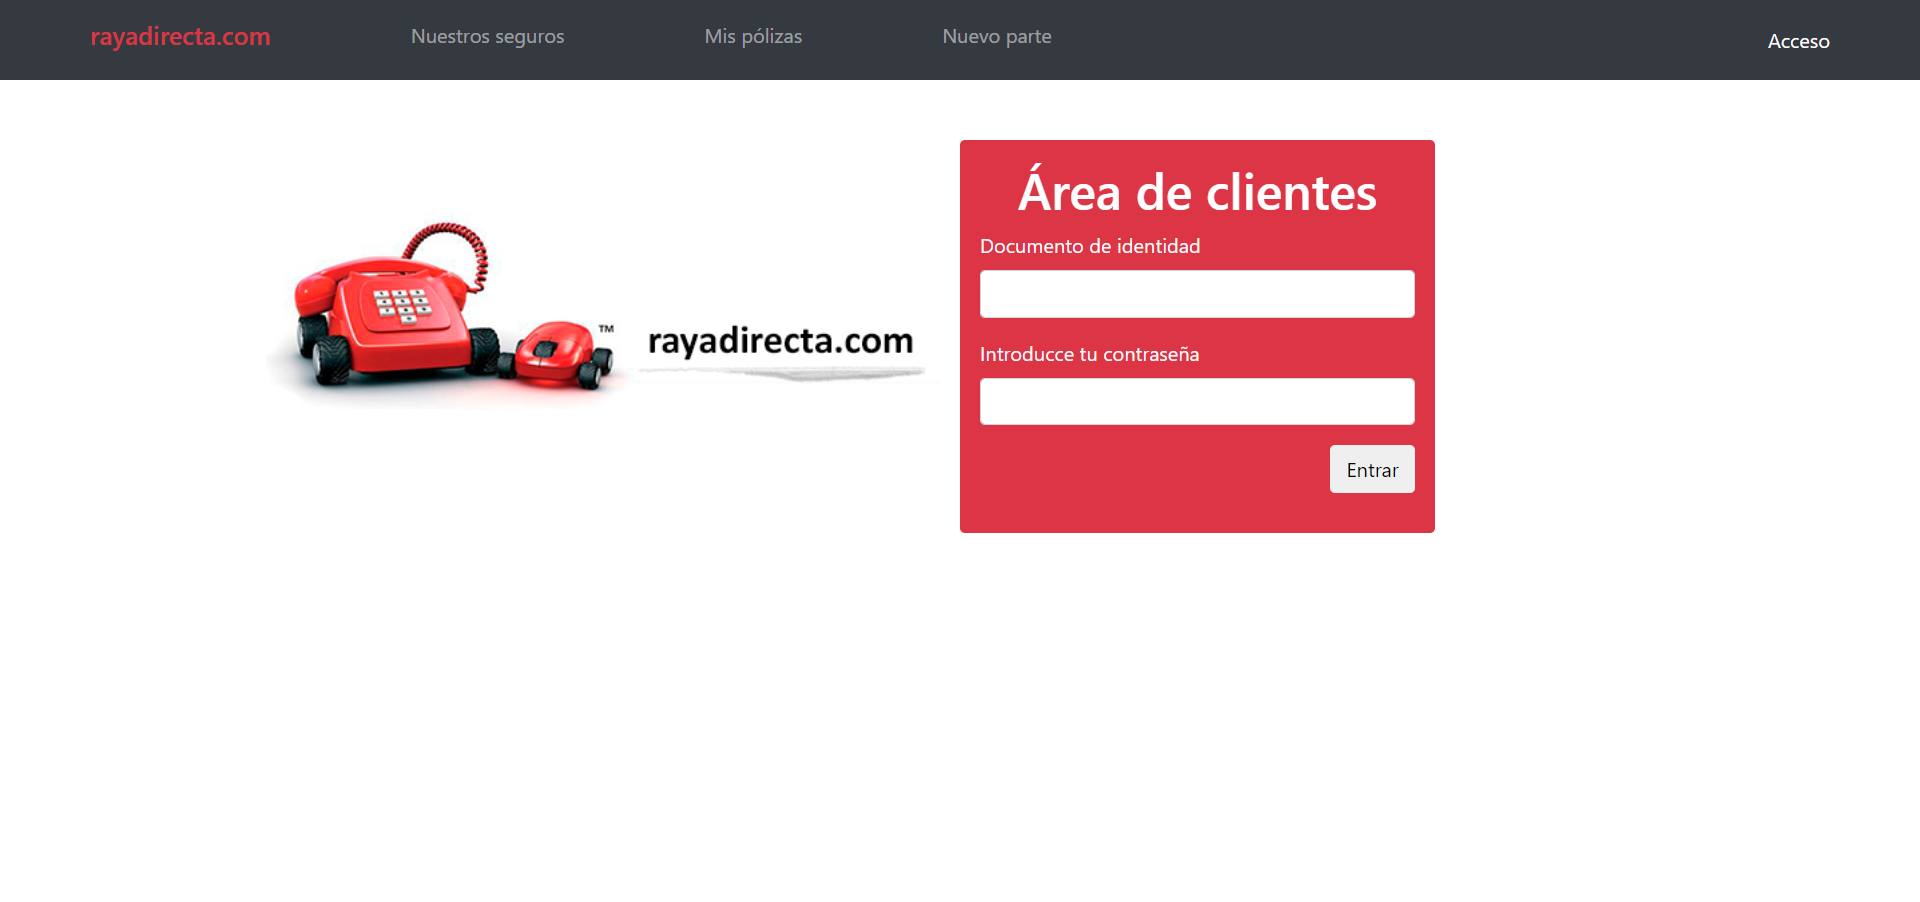 rayadirecta.com
Nuestros seguros
Mis pólizas
Nuevo parte
Acceso
TM
rayadirecta.com
Área de clientes
Documento de identidad
Introducce tu contraseña
Entrar